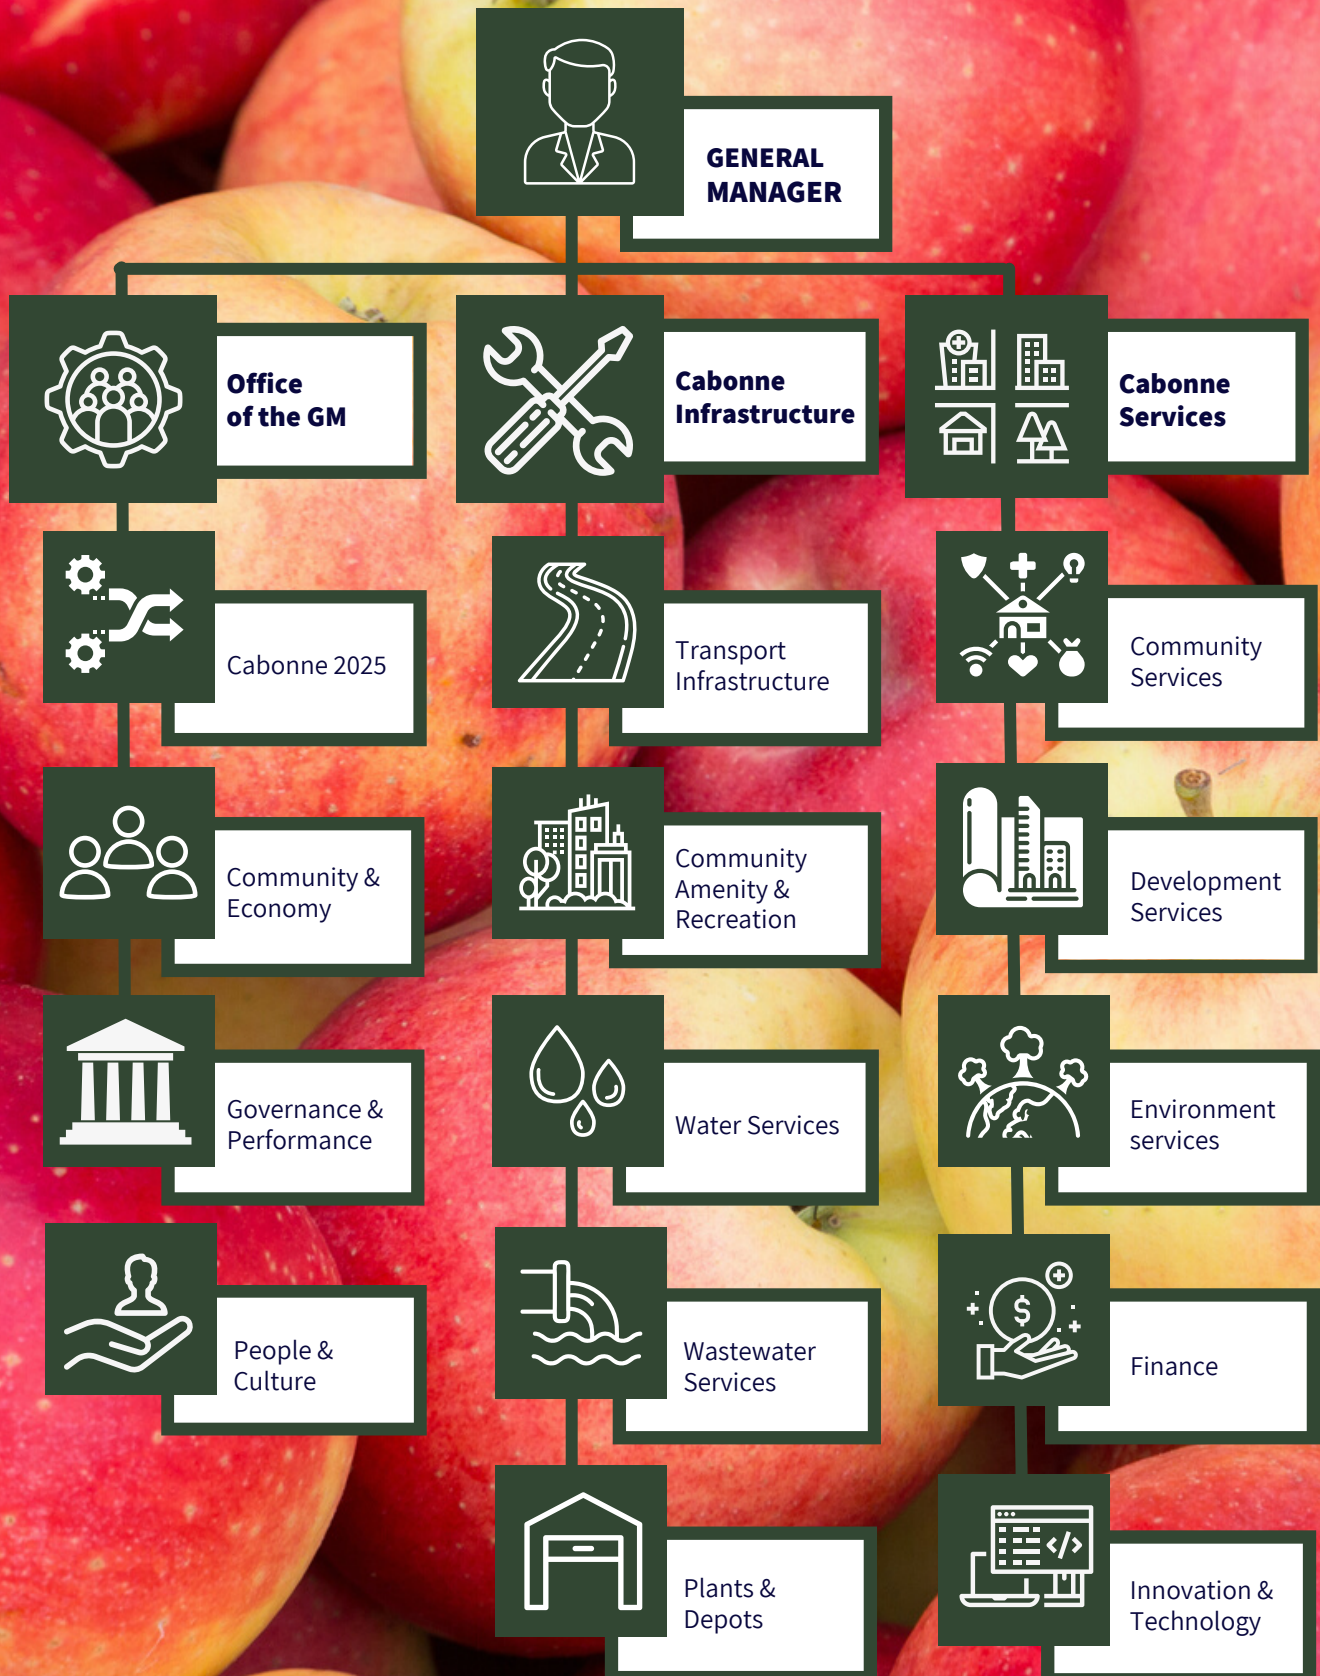 GENERAL
MANAGER
Office
of the GM
Cabonne
Infrastructure
Cabonne
Services
Cabonne 2025
Transport
Infrastructure
Community
Services
Community &
Economy
Community
Amenity &
Recreation
Development
Services
Governance &
Performance
Water Services
Environment
services
People &
Culture
Wastewater
Services
$
Finance
Plants &
Depots
</>
Innovation &
Technology